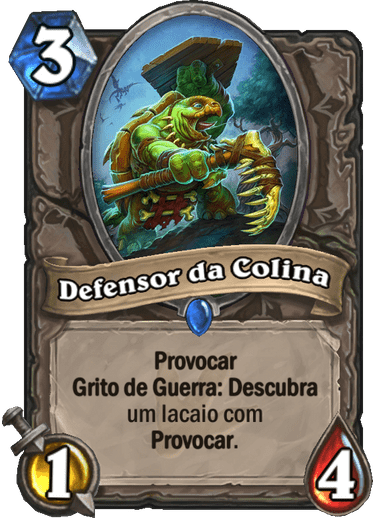 3
Defensor da Colina
Provocar
Grito de Guerra: Descubra
um lacaio com
Provocar.
1
4